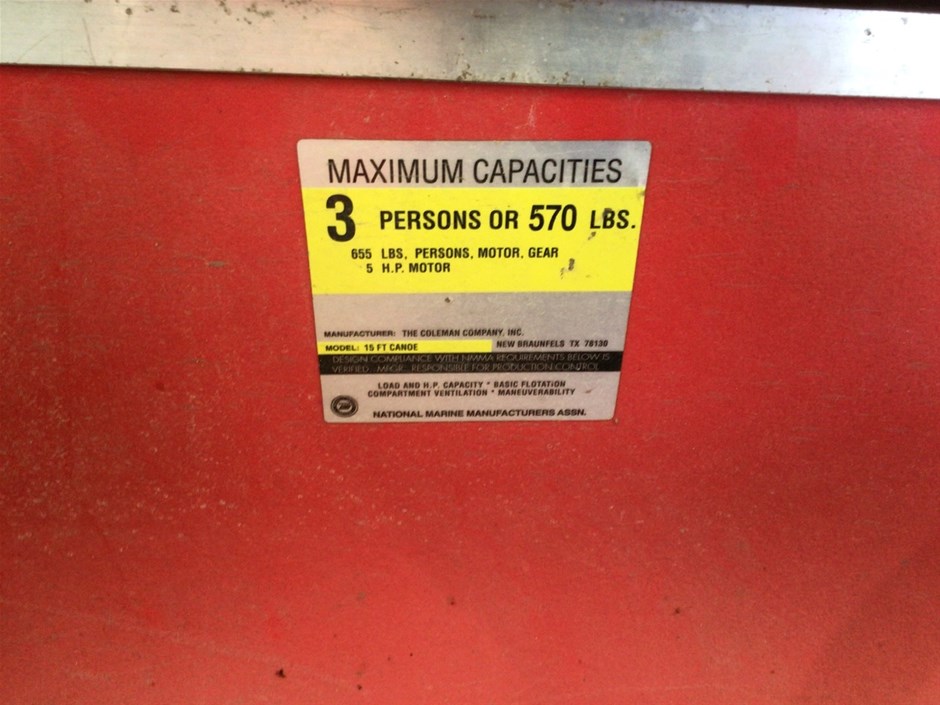 MAXIMUM CAPACITIES
3 PERSONS OR 570 LBS.
655 LBS, PERSONS, MOTOR, GEAR
5 H.P. MOTOR
MANUFACTURER: THE COLEMAN COMPANY, INC.
NEW BRAUNFELS TX 78130
MODEL: 15 FT CANOE
DESIGN COMPLIANCE WITH NMMA REQUIREMENTS BELOW IS
VERIFIED. MFGR. RESPONSIBLE FOR PRODUCTION CONTROL
LOAD AND H.P. CAPACITY * BASIC FLOTATION
COMPARTMENT VENTILATION * MANEUVERABILITY
NATIONAL MARINE MANUFACTURERS ASSN.